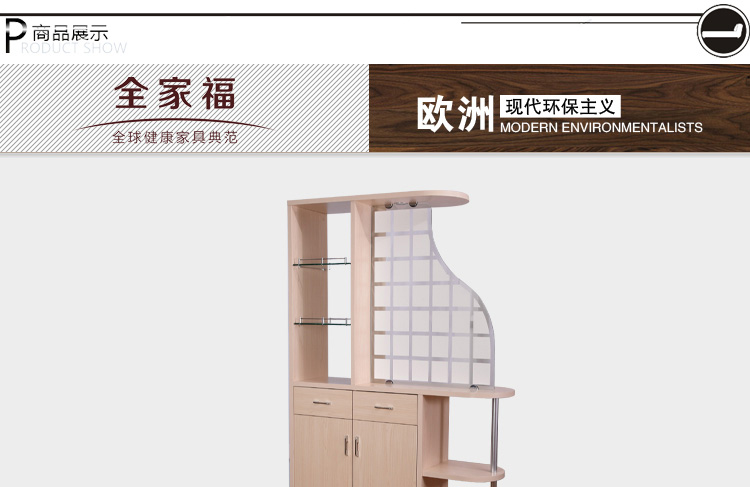 P 商品展示
PRODUCT SHOW
全家福
全球健康家具典范
欧洲 现代环保主义
MODERN ENVIRONMENTALISTS